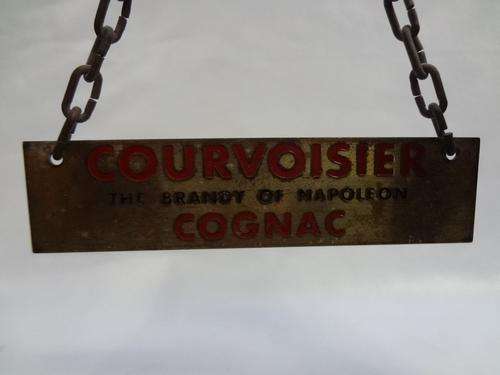 COURVOISIER
THE BRANDY OF NAPOLEON
COGNAC